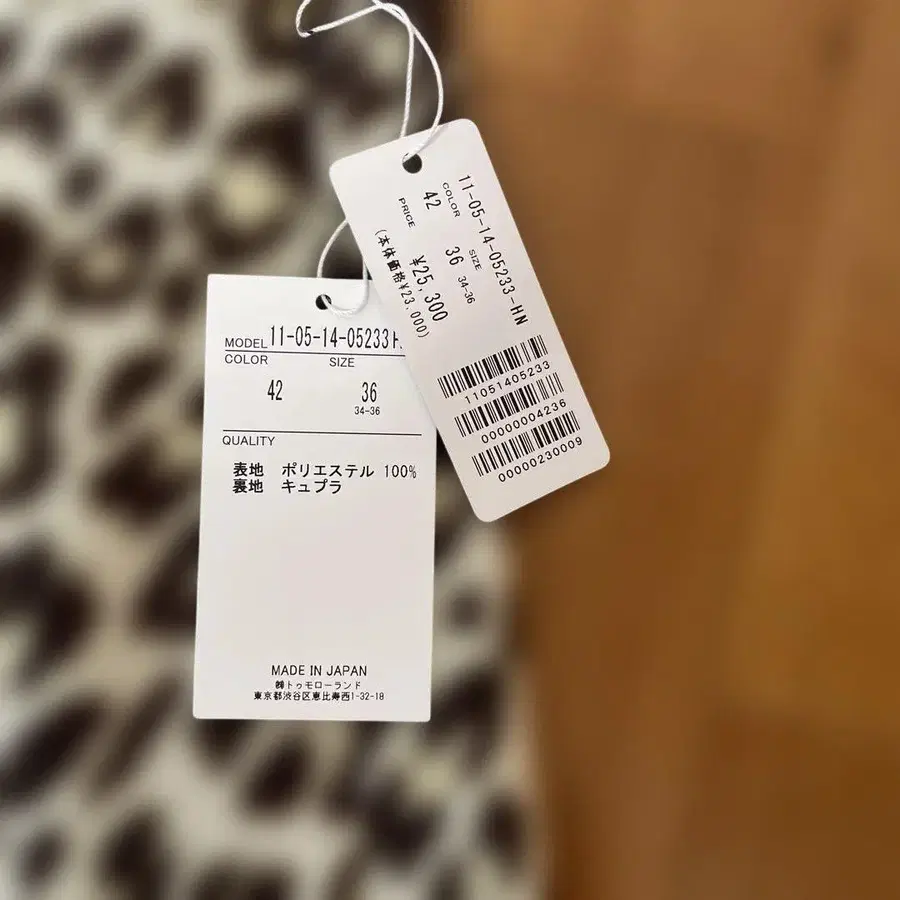 MODEL 11-05-14-05233
COLOR SIZE
42 36
34-36
QUALITY
表地 ポリエステル 100%
裏地 キュプラ
MADE IN JAPAN
㈱トゥモローランド
東京都渋谷区恵比寿西1-32-18
11-05-14-05233-HN
COLOR SIZE
42 36 34-36
PRICE ¥25,300
(本体価格¥23,000)
11051405233
00000004236
00000230009